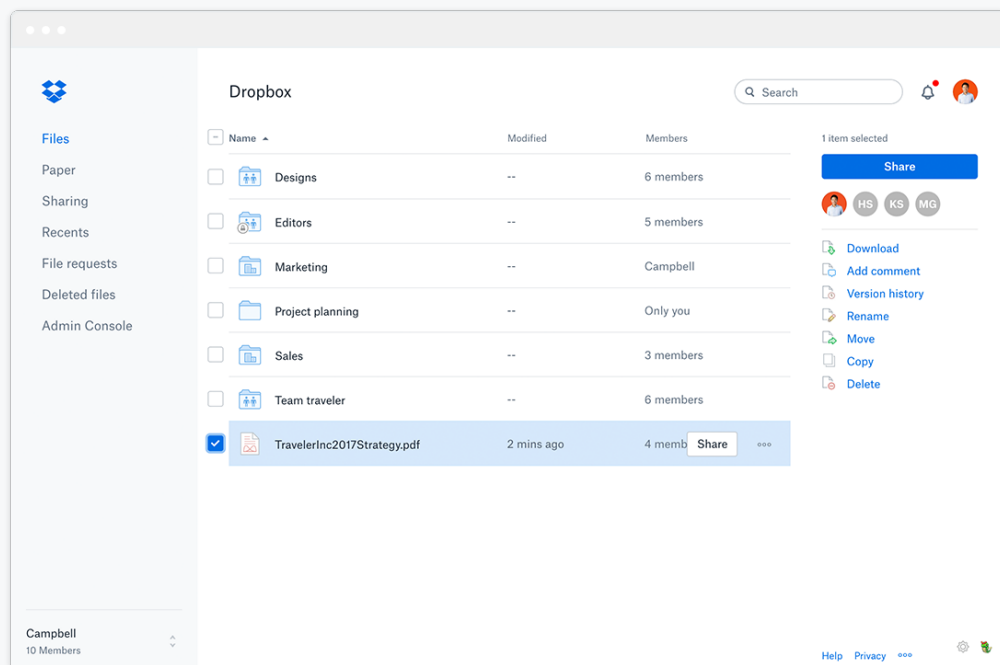 Dropbox
Search
Files
Paper
Sharing
Recents
File requests
Deleted files
Admin Console
Name Modified Members
Designs -- 6 members
Editors -- 5 members
Marketing -- Campbell
Project planning -- Only you
Sales -- 3 members
Team traveler -- 6 members
TravelerInc2017Strategy.pdf 2 mins ago 4 memb Share
1 item selected
Share
HS KS MG
Download
Add comment
Version history
Rename
Move
Copy
Delete
Campbell
10 Members
Help Privacy